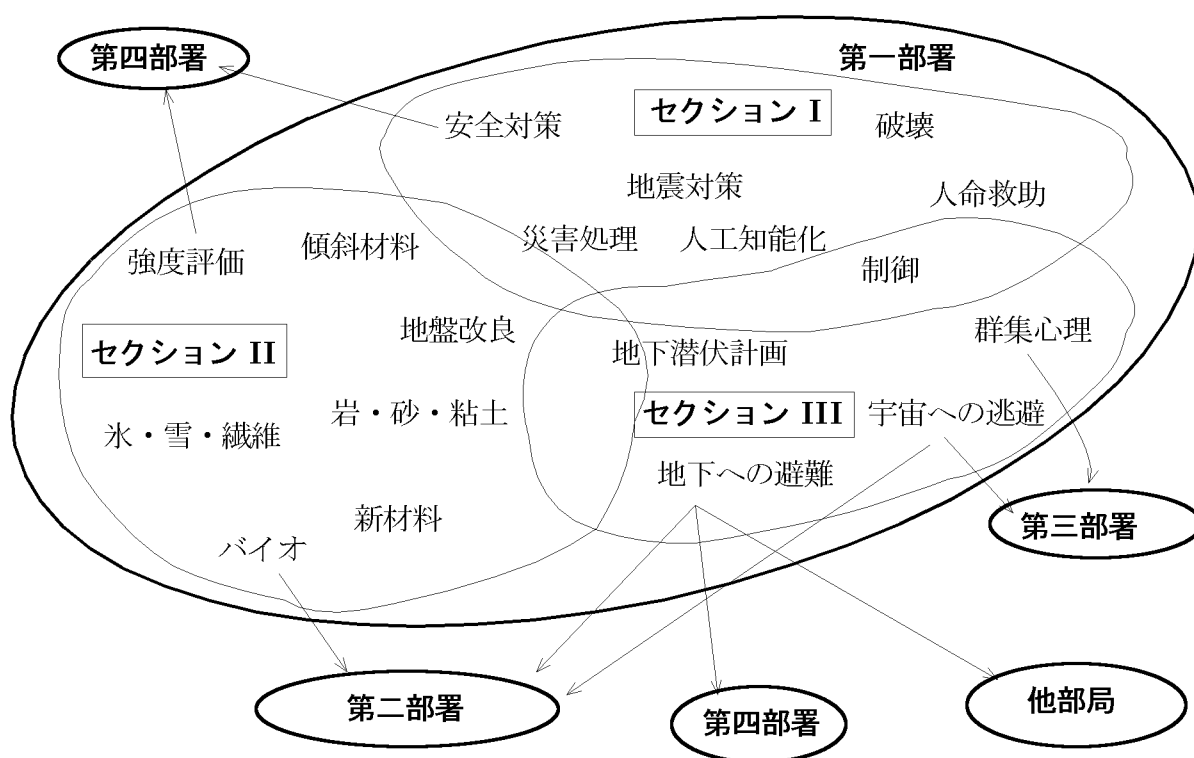 第四部署
第一部署
セクション I
安全対策
破壊
地震対策
人命救助
災害処理
人工知能化
強度評価
傾斜材料
制御
地盤改良
群集心理
セクション II
地下潜伏計画
岩・砂・粘土
セクション III
宇宙への逃避
氷・雪・繊維
地下への避難
新材料
第三部署
バイオ
第二部署
第四部署
他部局